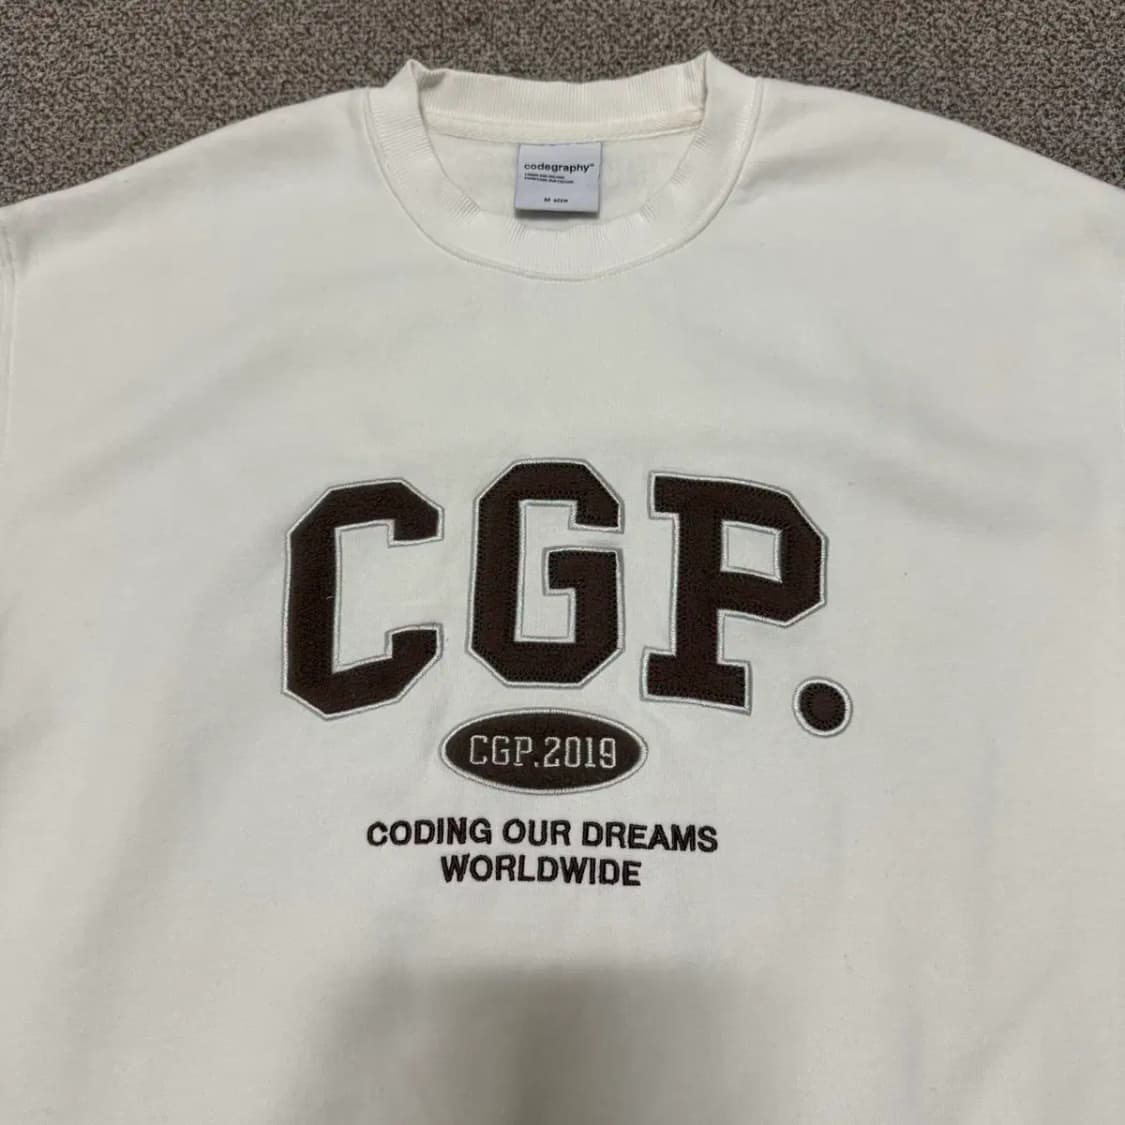 codegraphy
CGP.
CGP.2019
CODING OUR DREAMS
WORLDWIDE